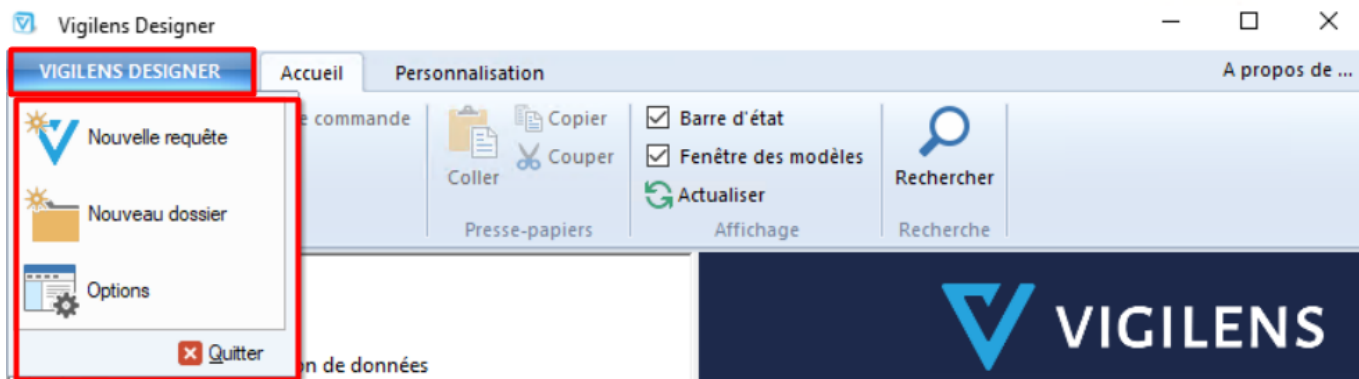 Vigilens Designer
VIGILENS DESIGNER
Accueil
Personnalisation
A propos de ...
Nouvelle requête
Nouveau dossier
Options
Quitter
commande
Coller
Copier
Couper
Presse-papiers
Barre d'état
Fenêtre des modèles
Actualiser
Affichage
Rechercher
Recherche
de données
VIGILENS